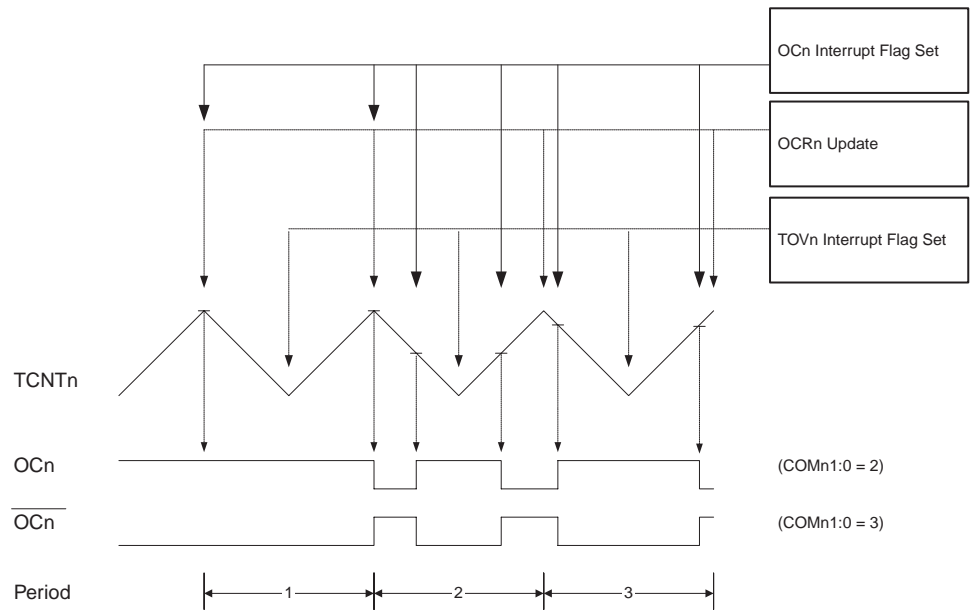 OCn Interrupt Flag Set
OCRn Update
TOVn Interrupt Flag Set
TCNTn
OCn
(COMn1:0 = 2)
OCn
(COMn1:0 = 3)
Period
1
2
3